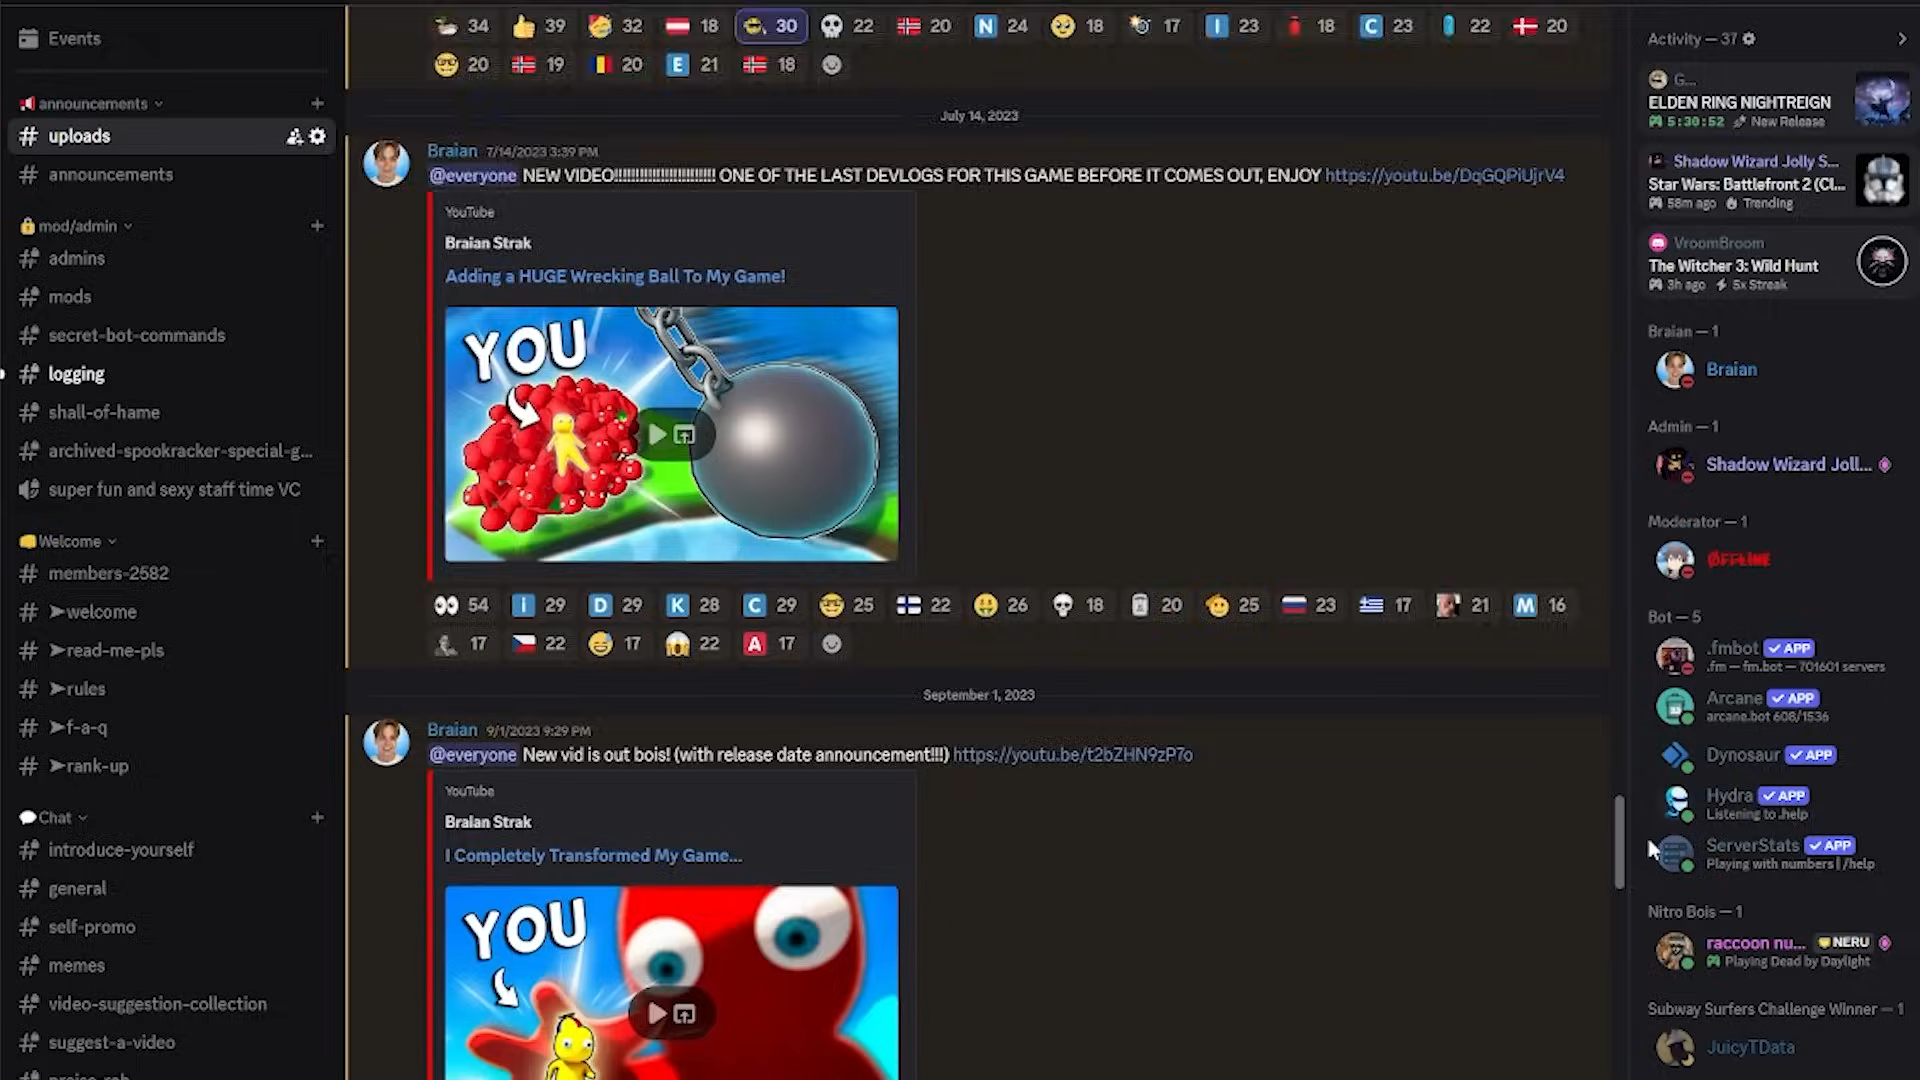 Events
announcements
uploads
announcements
mod/admin
admins
mods
secret-bot-commands
logging
shall-of-hame
archived-spookracker-special-g...
super fun and sexy staff time VC
Welcome
members-2582
➤welcome
➤read-me-pls
➤rules
➤f-a-q
➤rank-up
Chat
introduce-yourself
general
self-promo
memes
video-suggestion-collection
suggest-a-video
34 39 32 18 30 22 20 N 24 18 17 I 23 18 C 23 22 20
20 19 20 E 21 18
July 14, 2023
Braian 7/14/2023 3:39 PM
@everyone NEW VIDEO!!!!!!!!!!!!!!!!!!!!!!!! ONE OF THE LAST DEVLOGS FOR THIS GAME BEFORE IT COMES OUT, ENJOY https://youtu.be/DqGQPiUjrV4
YouTube
Braian Strak
Adding a HUGE Wrecking Ball To My Game!
YOU
54 I 29 D 29 K 28 C 29 25 22 26 18 20 25 23 17 21 M 16
17 22 17 22 A 17
September 1, 2023
Braian 9/1/2023 9:29 PM
@everyone New vid is out bois! (with release date announcement!!!) https://youtu.be/t2bZHN9zP7o
YouTube
Braian Strak
I Completely Transformed My Game...
YOU
Activity — 37
G...
ELDEN RING NIGHTREIGN
5:30:52 New Release
Shadow Wizard Jolly S...
Star Wars: Battlefront 2 (Cl...
58m ago Trending
VroomBroom
The Witcher 3: Wild Hunt
3h ago 5x Streak
Braian — 1
Braian
Admin — 1
Shadow Wizard Joll...
Moderator — 1
ØFFLINE
Bot — 5
.fmbot APP
.fm — fm.bot — 701601 servers
Arcane APP
arcane.bot 608/1536
Dynosaur APP
Hydra APP
Listening to .help
ServerStats APP
Playing with numbers | /help
Nitro Bois — 1
raccoon nu... NERU
Playing Dead by Daylight
Subway Surfers Challenge Winner — 1
JuicyTData